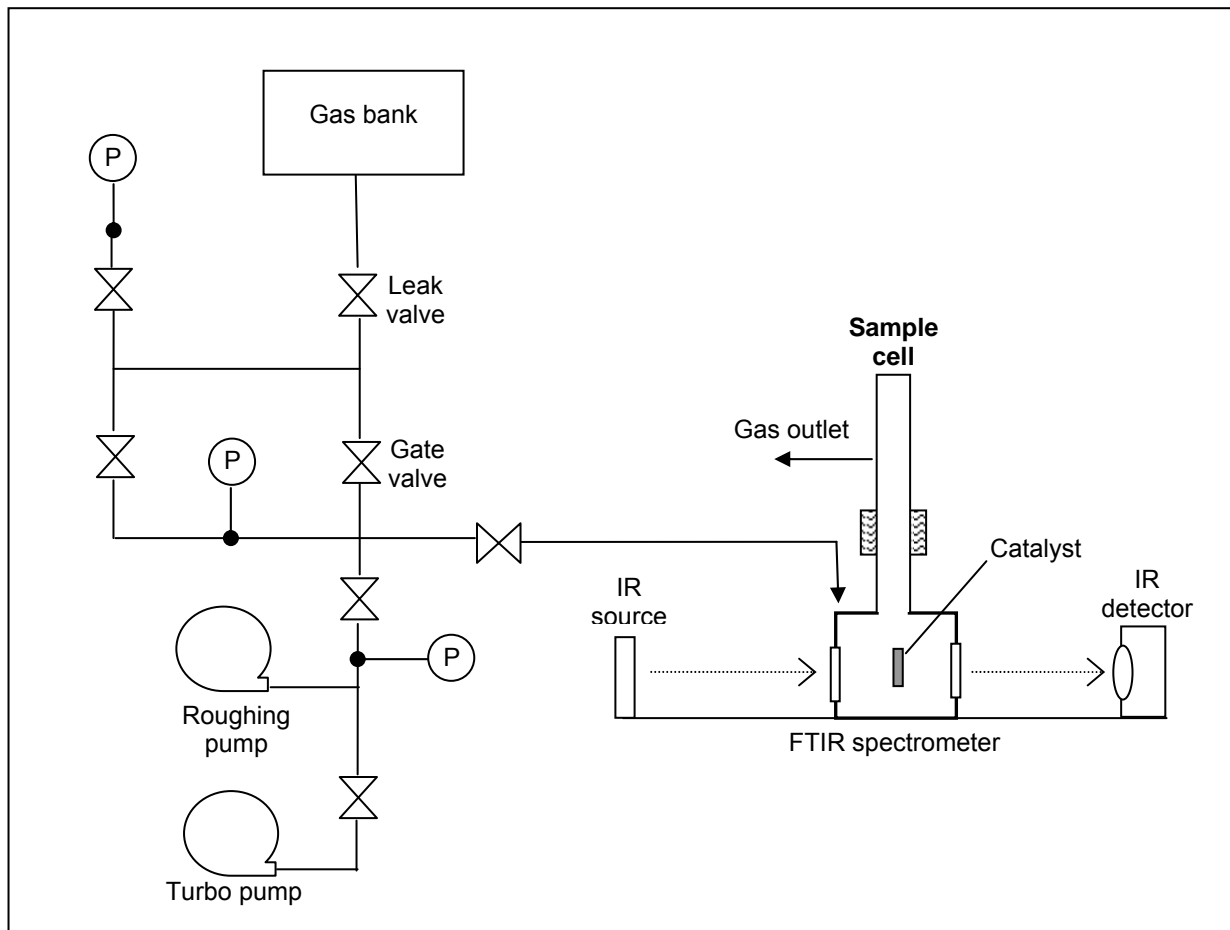 Gas bank
P
Leak
valve
Sample
cell
Gas outlet
P
Gate
valve
Catalyst
IR
source
IR
detector
P
Roughing
pump
FTIR spectrometer
Turbo pump